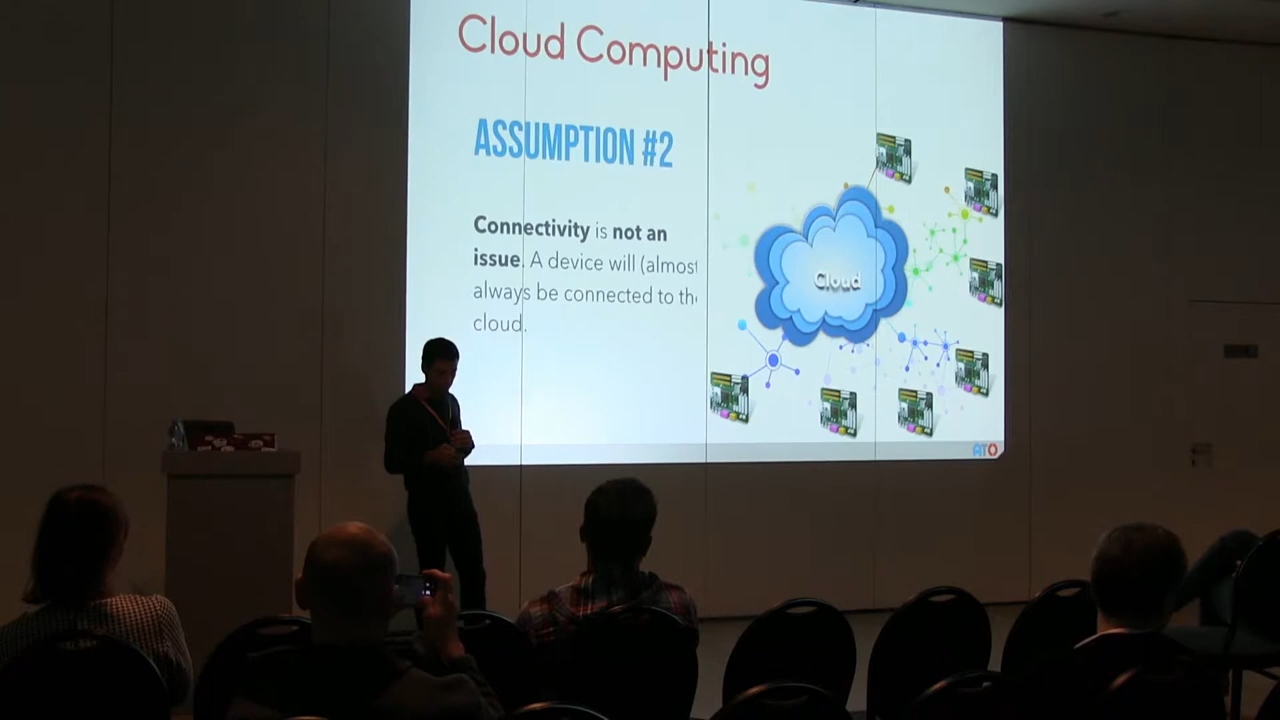 Cloud Computing
ASSUMPTION #2
Connectivity is not an
issue. A device will (almost
always be connected to the
cloud.
Cloud